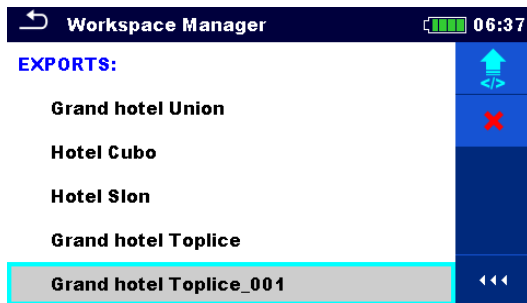 Workspace Manager 06:37
EXPORTS:
</>
Grand hotel Union
Hotel Cubo
Hotel Slon
Grand hotel Toplice
Grand hotel Toplice_001